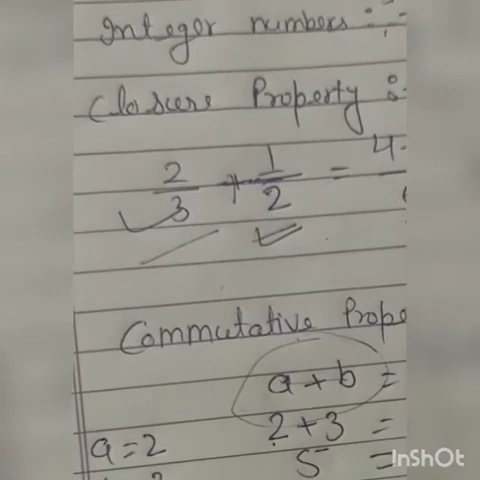 Integer numbers :-
Closure Property :
2/3 + 1/2 = 4
Commutative Prope
a + b =
a = 2 2 + 3 =
5 =
InShOt